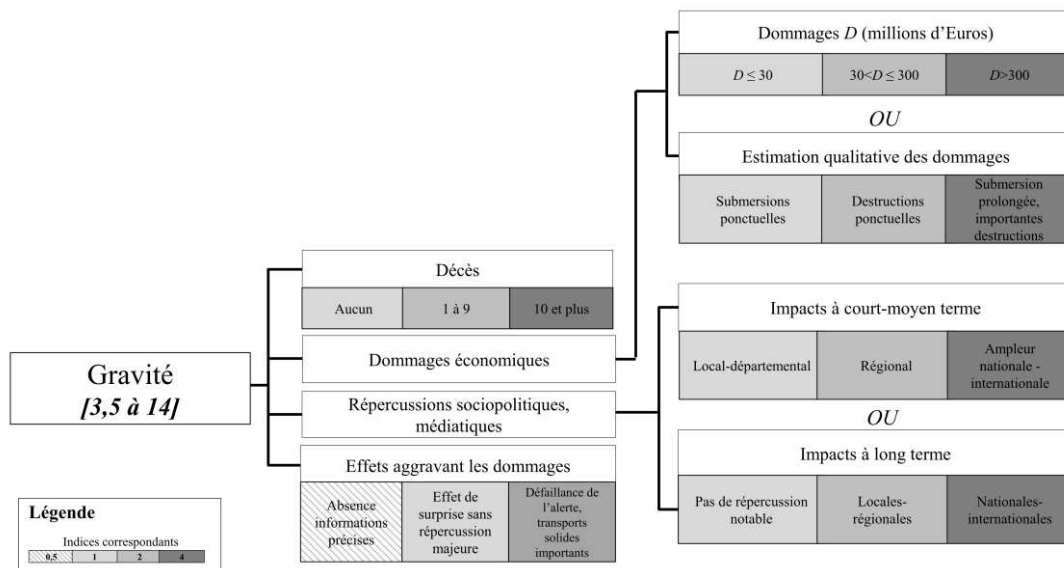 Dommages D (millions d’Euros)
D ≤ 30
30<D ≤ 300
D>300
OU
Estimation qualitative des dommages
Submersions
ponctuelles
Destructions
ponctuelles
Submersion
prolongée,
importantes
destructions
Décès
Aucun
1 à 9
10 et plus
Dommages économiques
Gravité
[3,5 à 14]
Répercussions sociopolitiques,
médiatiques
Effets aggravant les dommages
Absence
informations
précises
Effet de
surprise sans
répercussion
majeure
Défaillance de
l’alerte,
transports
solides
importants
Impacts à court-moyen terme
Local-départemental
Régional
Ampleur
nationale -
internationale
OU
Impacts à long terme
Pas de répercussion
notable
Locales-
régionales
Nationales-
internationales
Légende
Indices correspondants
0,5 1 2 4